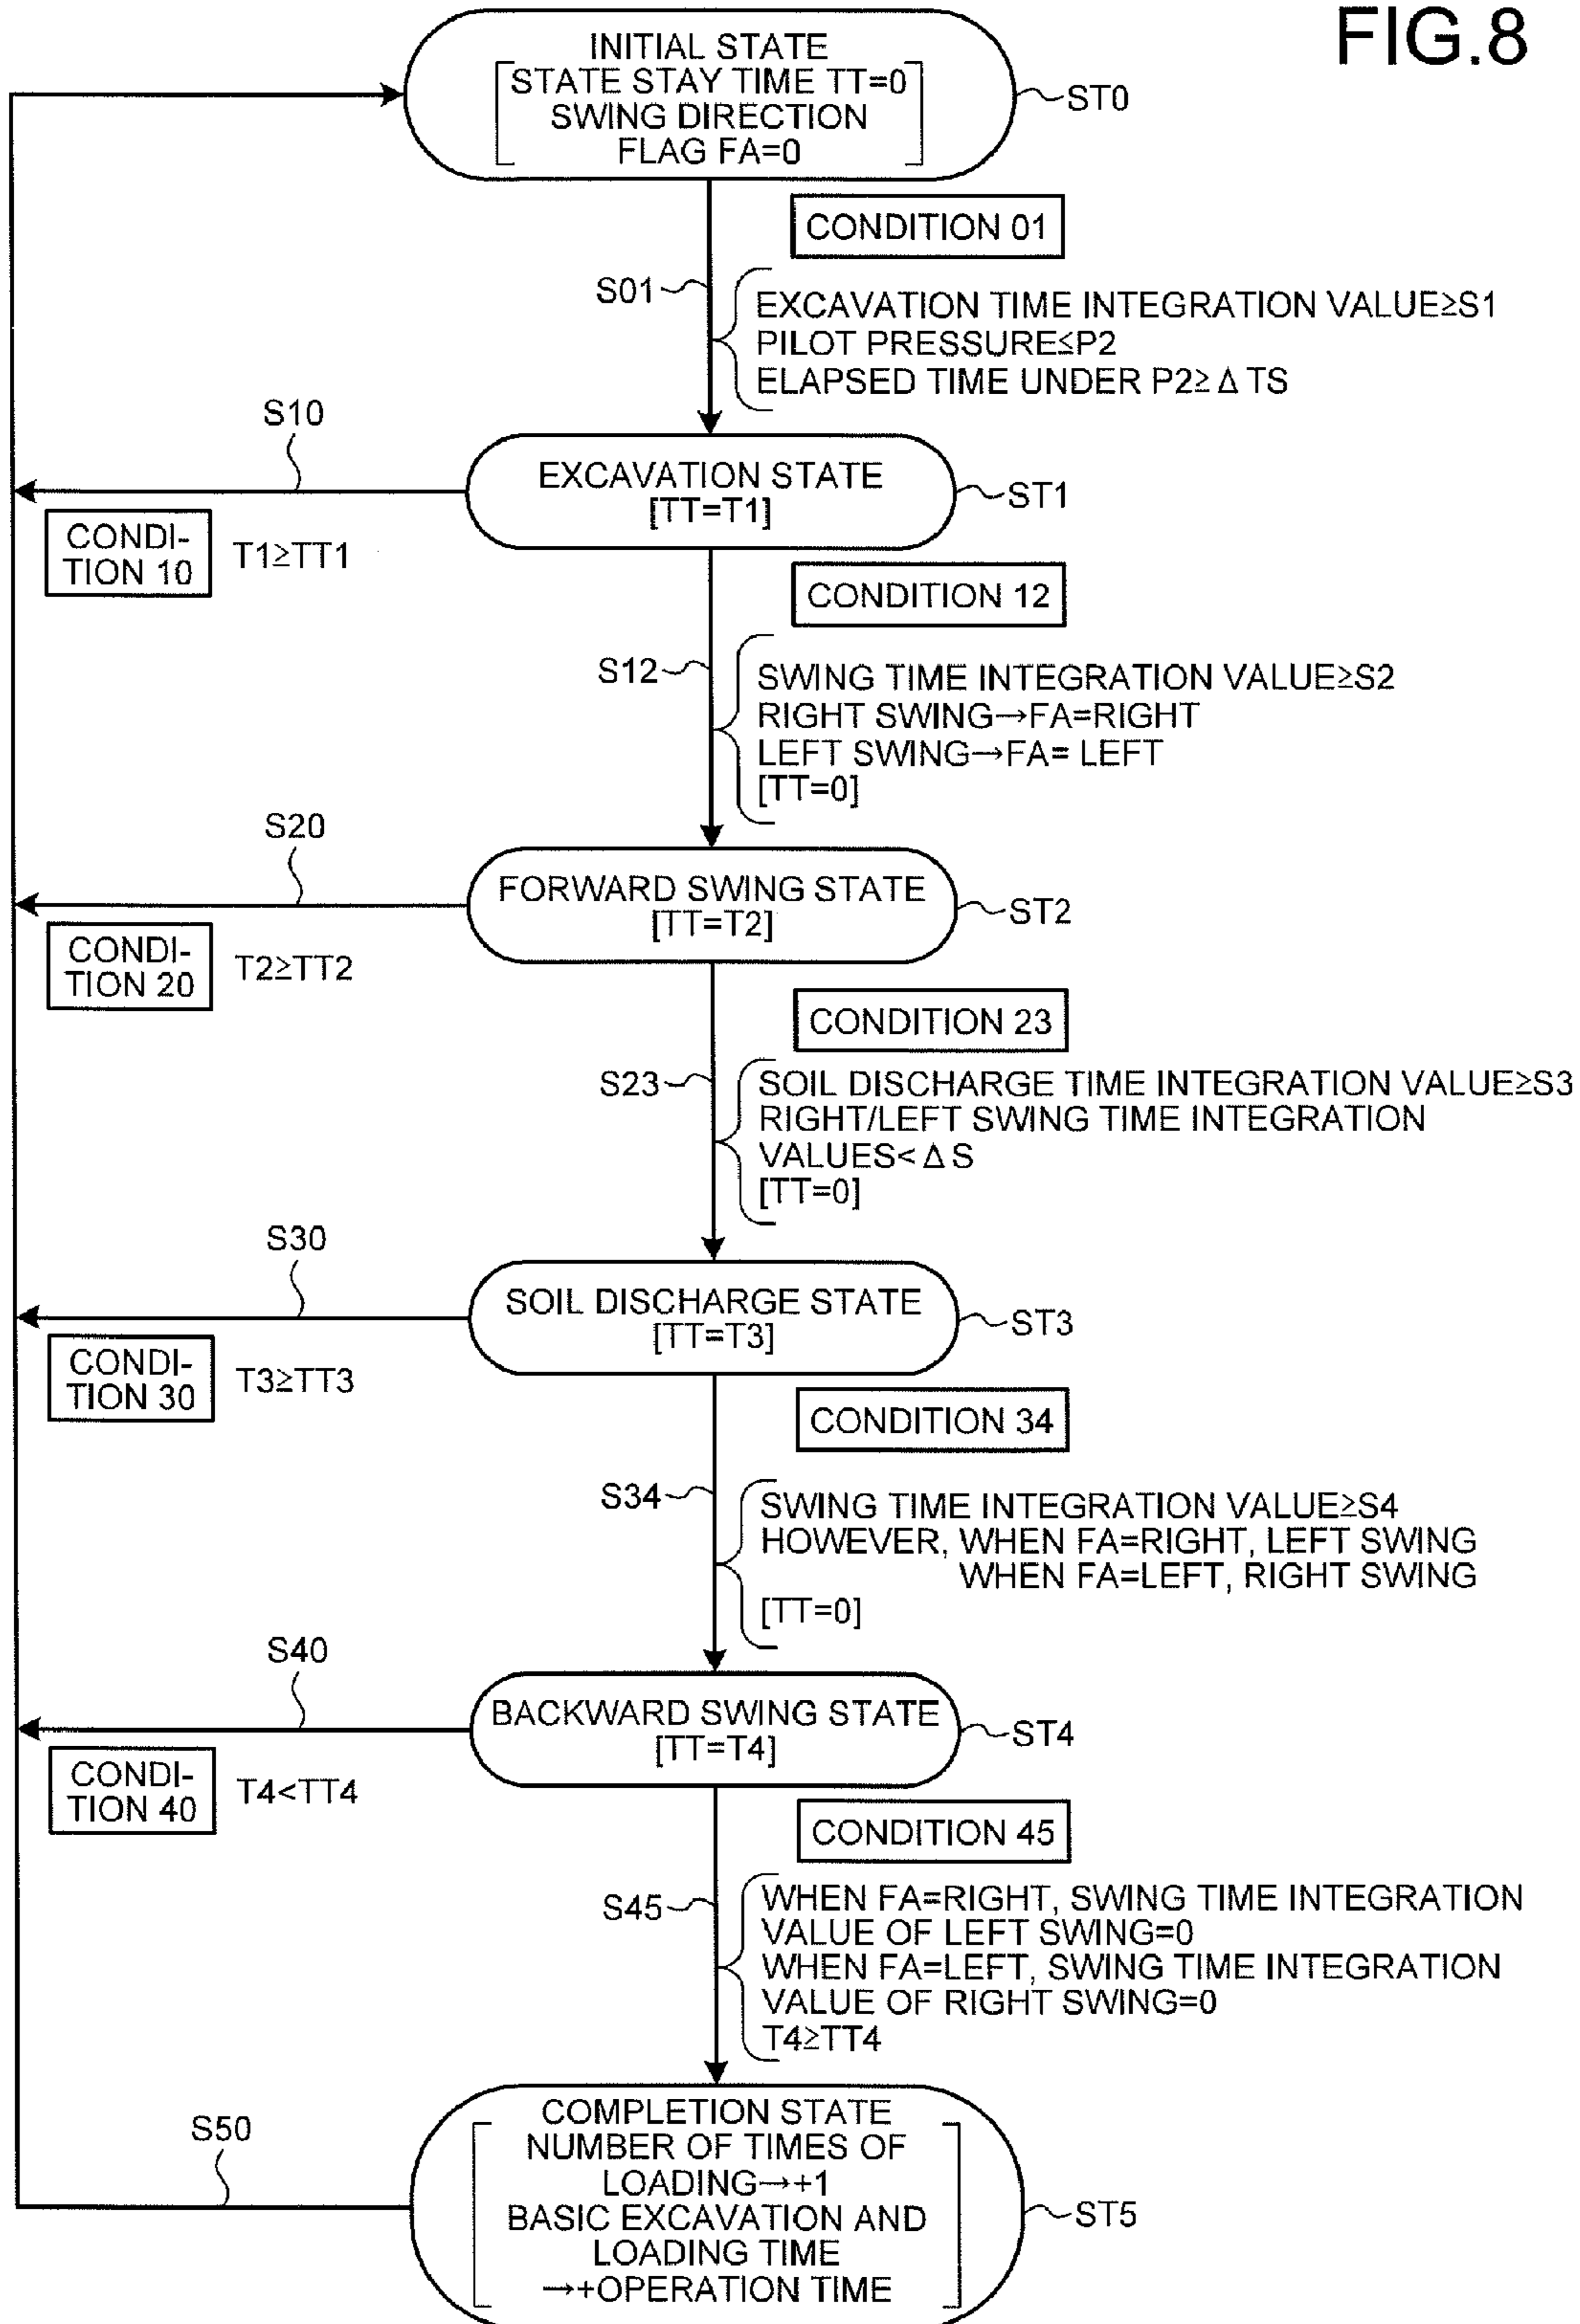 FIG.8
INITIAL STATE
STATE STAY TIME TT=0
SWING DIRECTION
FLAG FA=0
ST0
CONDITION 01
S01
EXCAVATION TIME INTEGRATION VALUE≥S1
PILOT PRESSURE≤P2
ELAPSED TIME UNDER P2≥ΔTS
S10
EXCAVATION STATE
[TT=T1]
ST1
CONDI-
TION 10
T1≥TT1
CONDITION 12
S12
SWING TIME INTEGRATION VALUE≥S2
RIGHT SWING→FA=RIGHT
LEFT SWING→FA= LEFT
[TT=0]
S20
FORWARD SWING STATE
[TT=T2]
ST2
CONDI-
TION 20
T2≥TT2
CONDITION 23
S23
SOIL DISCHARGE TIME INTEGRATION VALUE≥S3
RIGHT/LEFT SWING TIME INTEGRATION
VALUES<ΔS
[TT=0]
S30
SOIL DISCHARGE STATE
[TT=T3]
ST3
CONDI-
TION 30
T3≥TT3
CONDITION 34
S34
SWING TIME INTEGRATION VALUE≥S4
HOWEVER, WHEN FA=RIGHT, LEFT SWING
WHEN FA=LEFT, RIGHT SWING
[TT=0]
S40
BACKWARD SWING STATE
[TT=T4]
ST4
CONDI-
TION 40
T4<TT4
CONDITION 45
S45
WHEN FA=RIGHT, SWING TIME INTEGRATION
VALUE OF LEFT SWING=0
WHEN FA=LEFT, SWING TIME INTEGRATION
VALUE OF RIGHT SWING=0
T4≥TT4
S50
COMPLETION STATE
NUMBER OF TIMES OF
LOADING→+1
BASIC EXCAVATION AND
LOADING TIME
→+OPERATION TIME
ST5